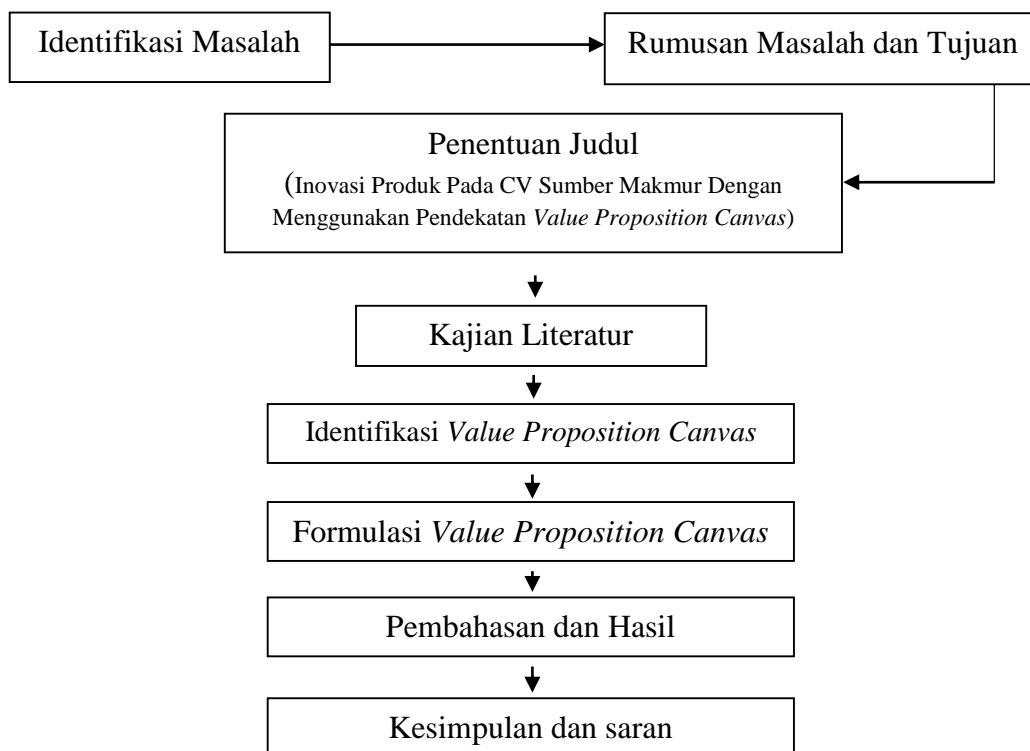 Identifikasi Masalah
Rumusan Masalah dan Tujuan
Penentuan Judul
(Inovasi Produk Pada CV Sumber Makmur Dengan
Menggunakan Pendekatan Value Proposition Canvas)
Kajian Literatur
Identifikasi Value Proposition Canvas
Formulasi Value Proposition Canvas
Pembahasan dan Hasil
Kesimpulan dan saran